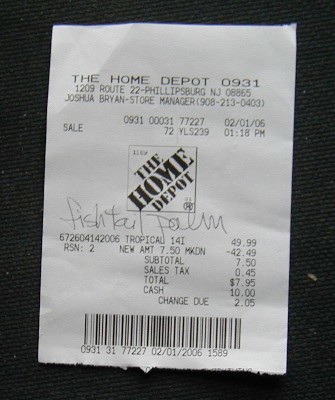 THE HOME DEPOT 0931
1209 ROUTE 22-PHILLIPSBURG NJ 08865
JOSHUA BRYAN-STORE MANAGER(908-213-0403)
0931 00031 77227 02/01/06
SALE 72 YLS239 01:18 PM
THE
HOME
DEPOT
fishtail palm
672604142006 TROPICAL 14I 49.99
RSN: 2 NEW AMT 7.50 MKDN -42.49
SUBTOTAL 7.50
SALES TAX 0.45
TOTAL $7.95
CASH 10.00
CHANGE DUE 2.05
0931 31 77227 02/01/2006 1589